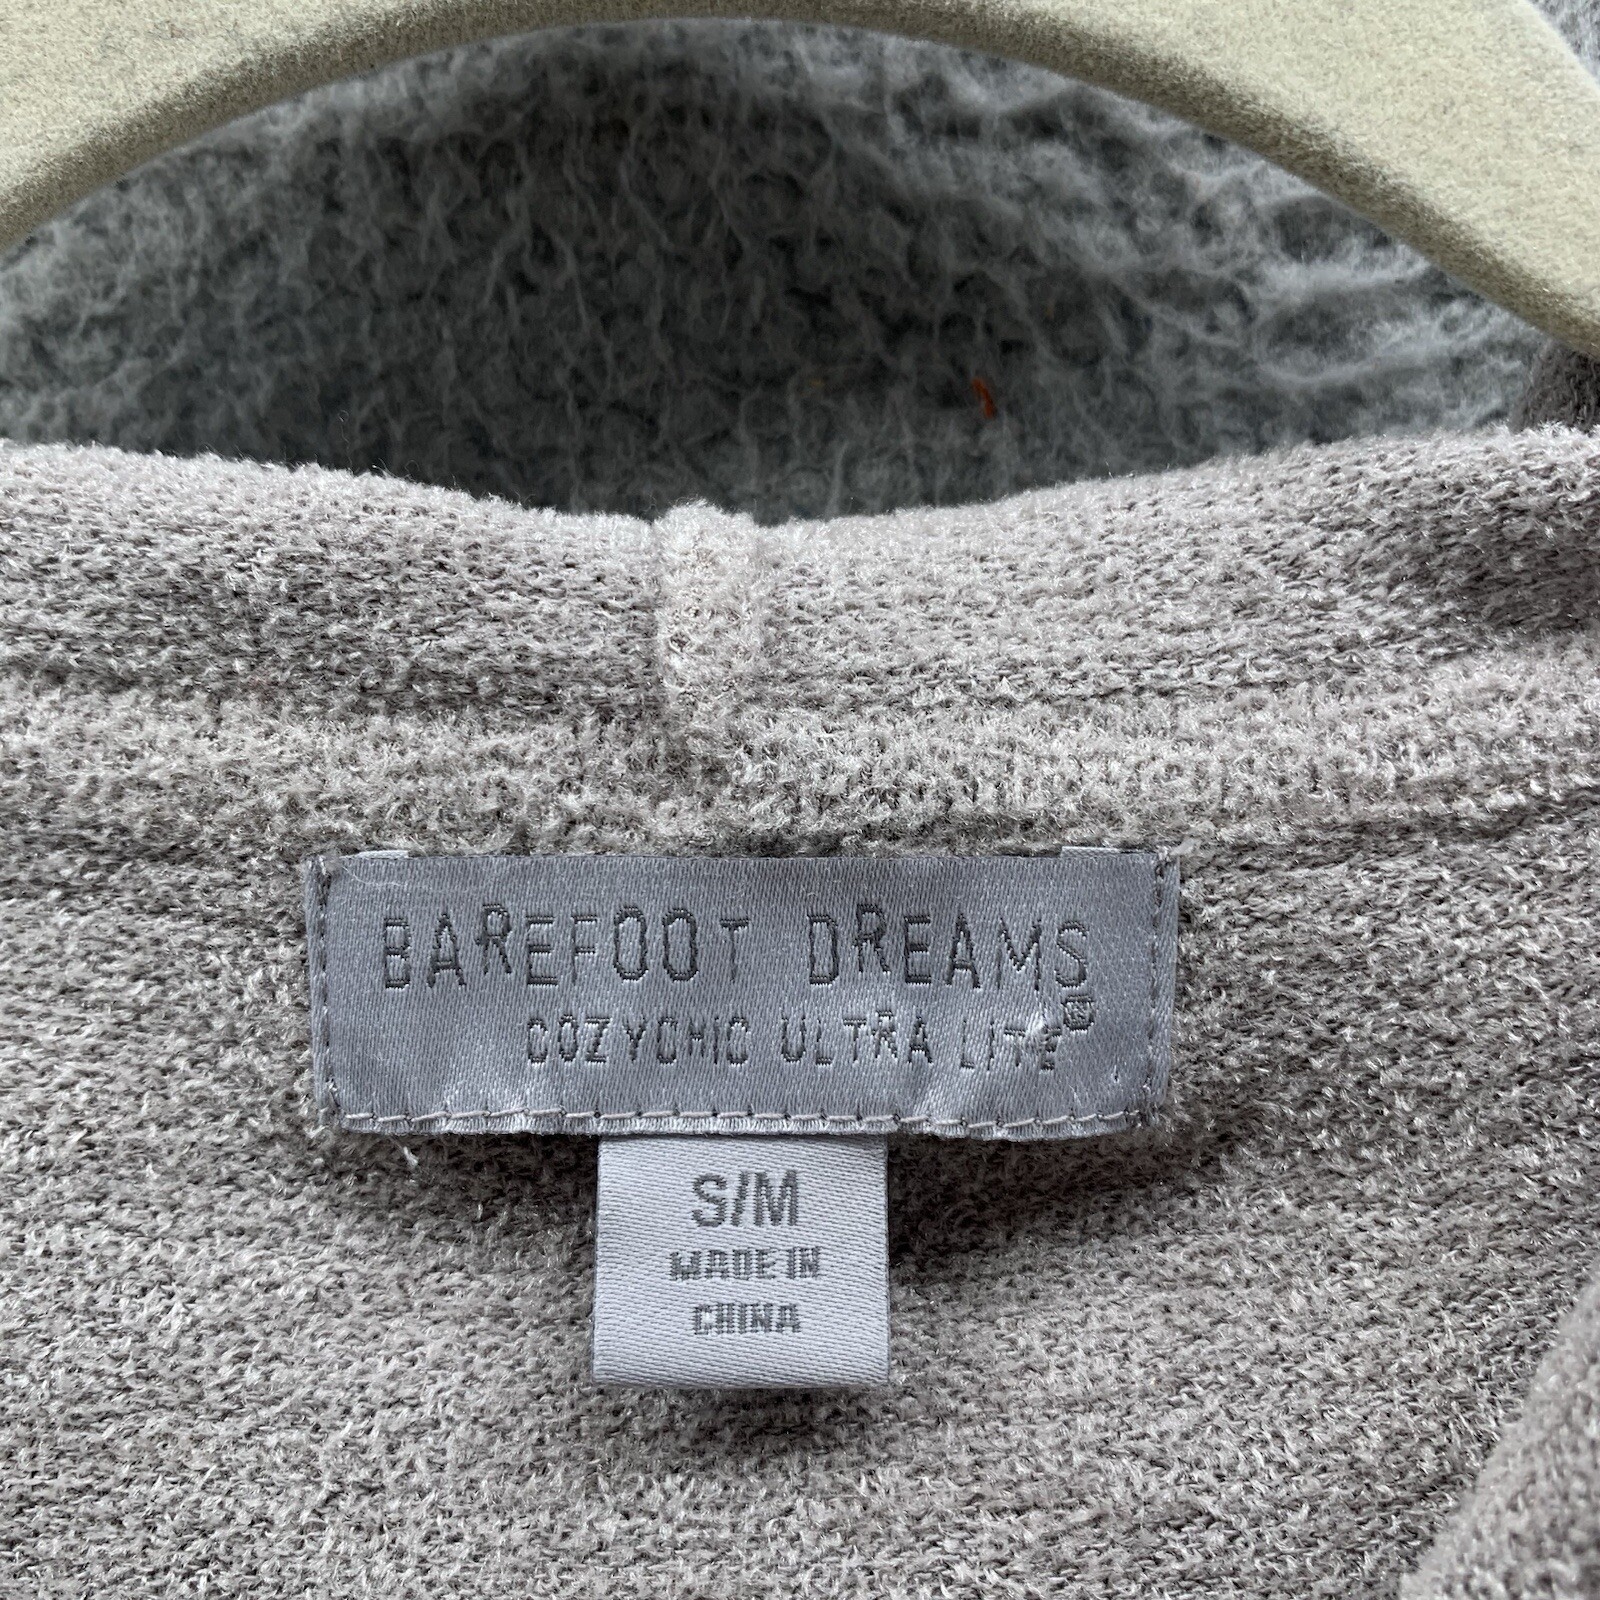 BAREFOOT DREAMS
COZYCHIC ULTRA LITE®
S/M
MADE IN
CHINA